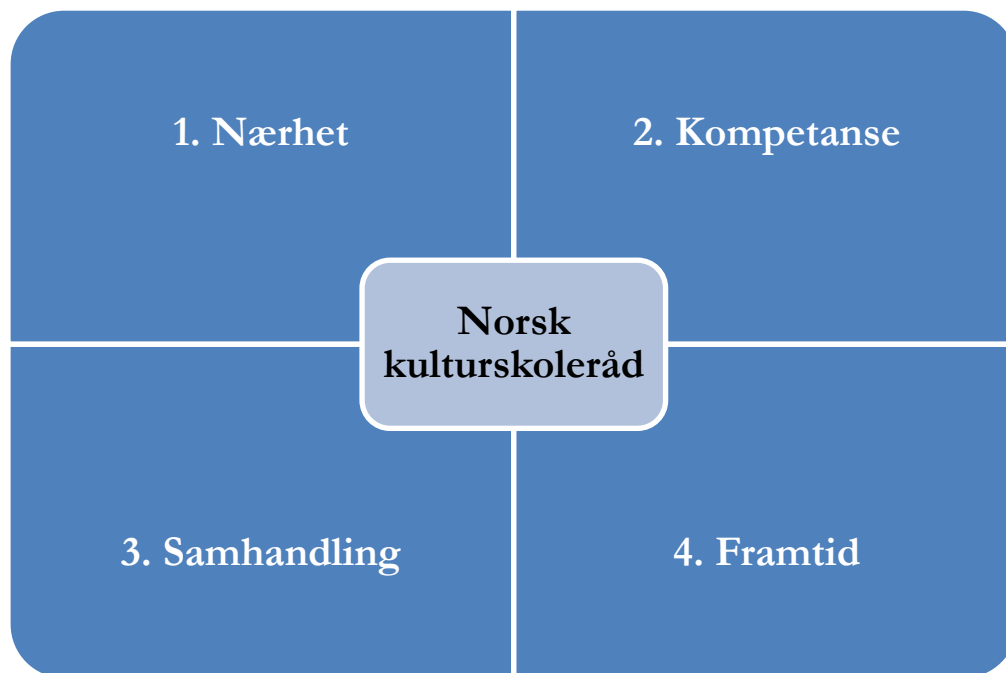 1. Nærhet
2. Kompetanse
Norsk
kulturskoleråd
3. Samhandling
4. Framtid